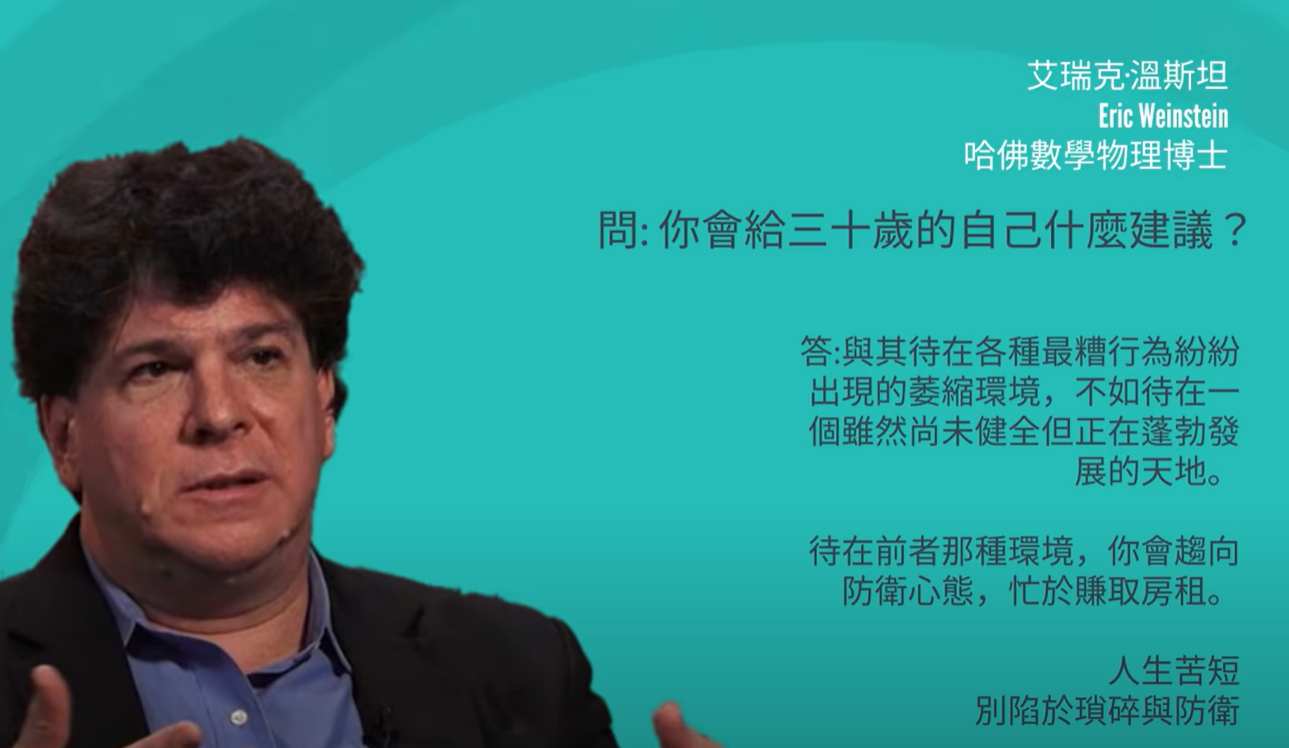 艾瑞克·溫斯坦
Eric Weinstein
哈佛數學物理博士
問: 你會給三十歲的自己什麼建議？
答:與其待在各種最糟行為紛紛
出現的萎縮環境，不如待在一
個雖然尚未健全但正在蓬勃發
展的天地。
待在前者那種環境，你會趨向
防衛心態，忙於賺取房租。
人生苦短
別陷於瑣碎與防衛